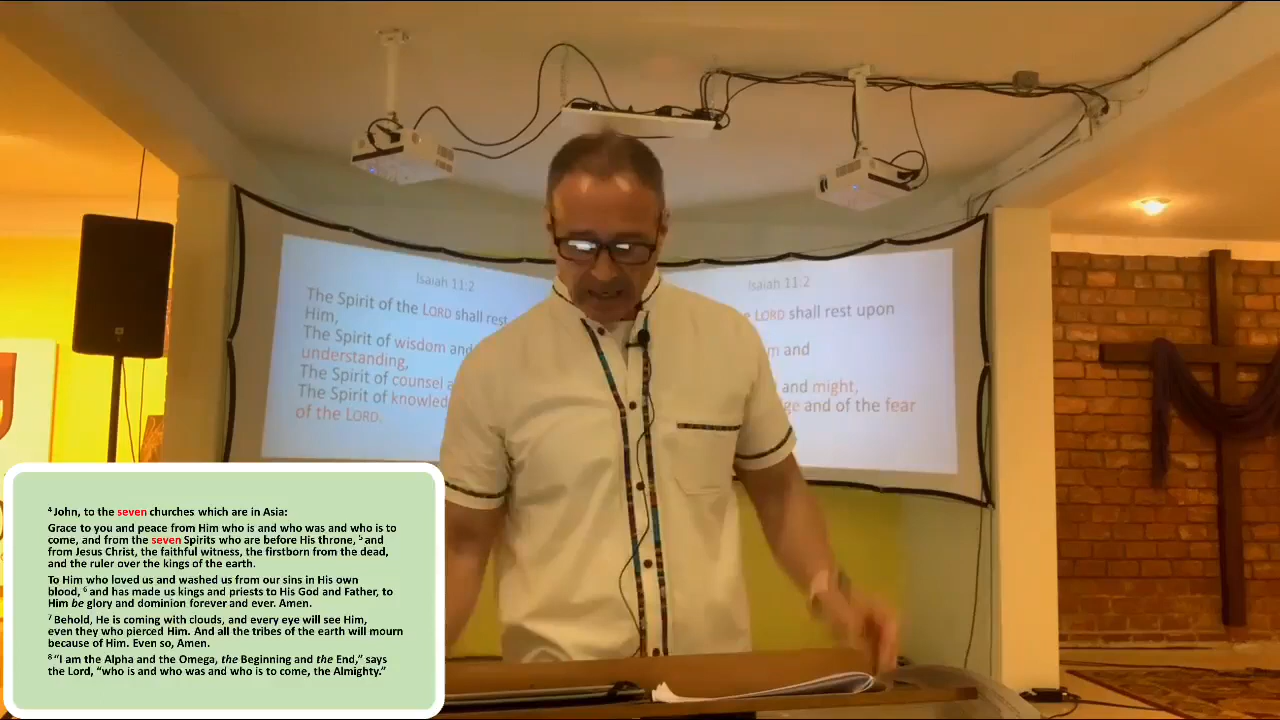 Isaiah 11:2
The Spirit of the LORD shall rest
Him,
The Spirit of wisdom and
understanding,
The Spirit of counsel
The Spirit of
of the LORD.
Isaiah 11:2
LORD shall rest upon
and
and might,
and of the fear
⁴ John, to the seven churches which are in Asia:
Grace to you and peace from Him who is and who was and who is to
come, and from the seven Spirits who are before His throne, ⁵ and
from Jesus Christ, the faithful witness, the firstborn from the dead,
and the ruler over the kings of the earth.
To Him who loved us and washed us from our sins in His own
blood, ⁶ and has made us kings and priests to His God and Father, to
Him be glory and dominion forever and ever. Amen.
⁷ Behold, He is coming with clouds, and every eye will see Him,
even they who pierced Him. And all the tribes of the earth will mourn
because of Him. Even so, Amen.
⁸ “I am the Alpha and the Omega, the Beginning and the End,” says
the Lord, “who is and who was and who is to come, the Almighty.”